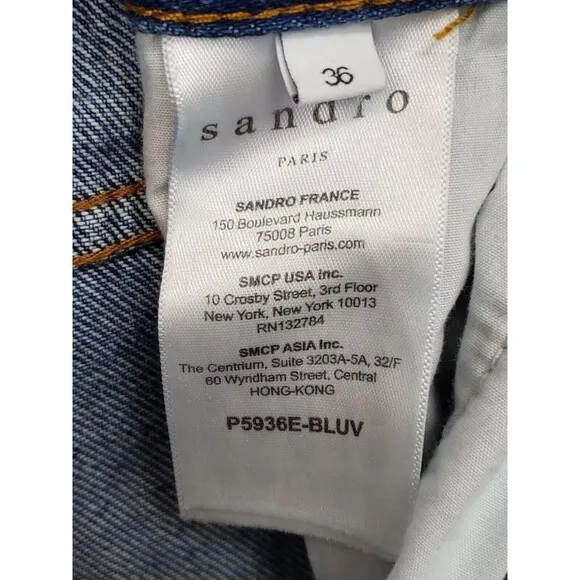 36
sandro
PARIS
SANDRO FRANCE
150 Boulevard Haussmann
75008 Paris
www.sandro-paris.com
SMCP USA Inc.
10 Crosby Street, 3rd Floor
New York, New York 10013
RN132784
SMCP ASIA Inc.
The Centrium, Suite 3203A-5A, 32/F
60 Wyndham Street, Central
HONG-KONG
P5936E-BLUV